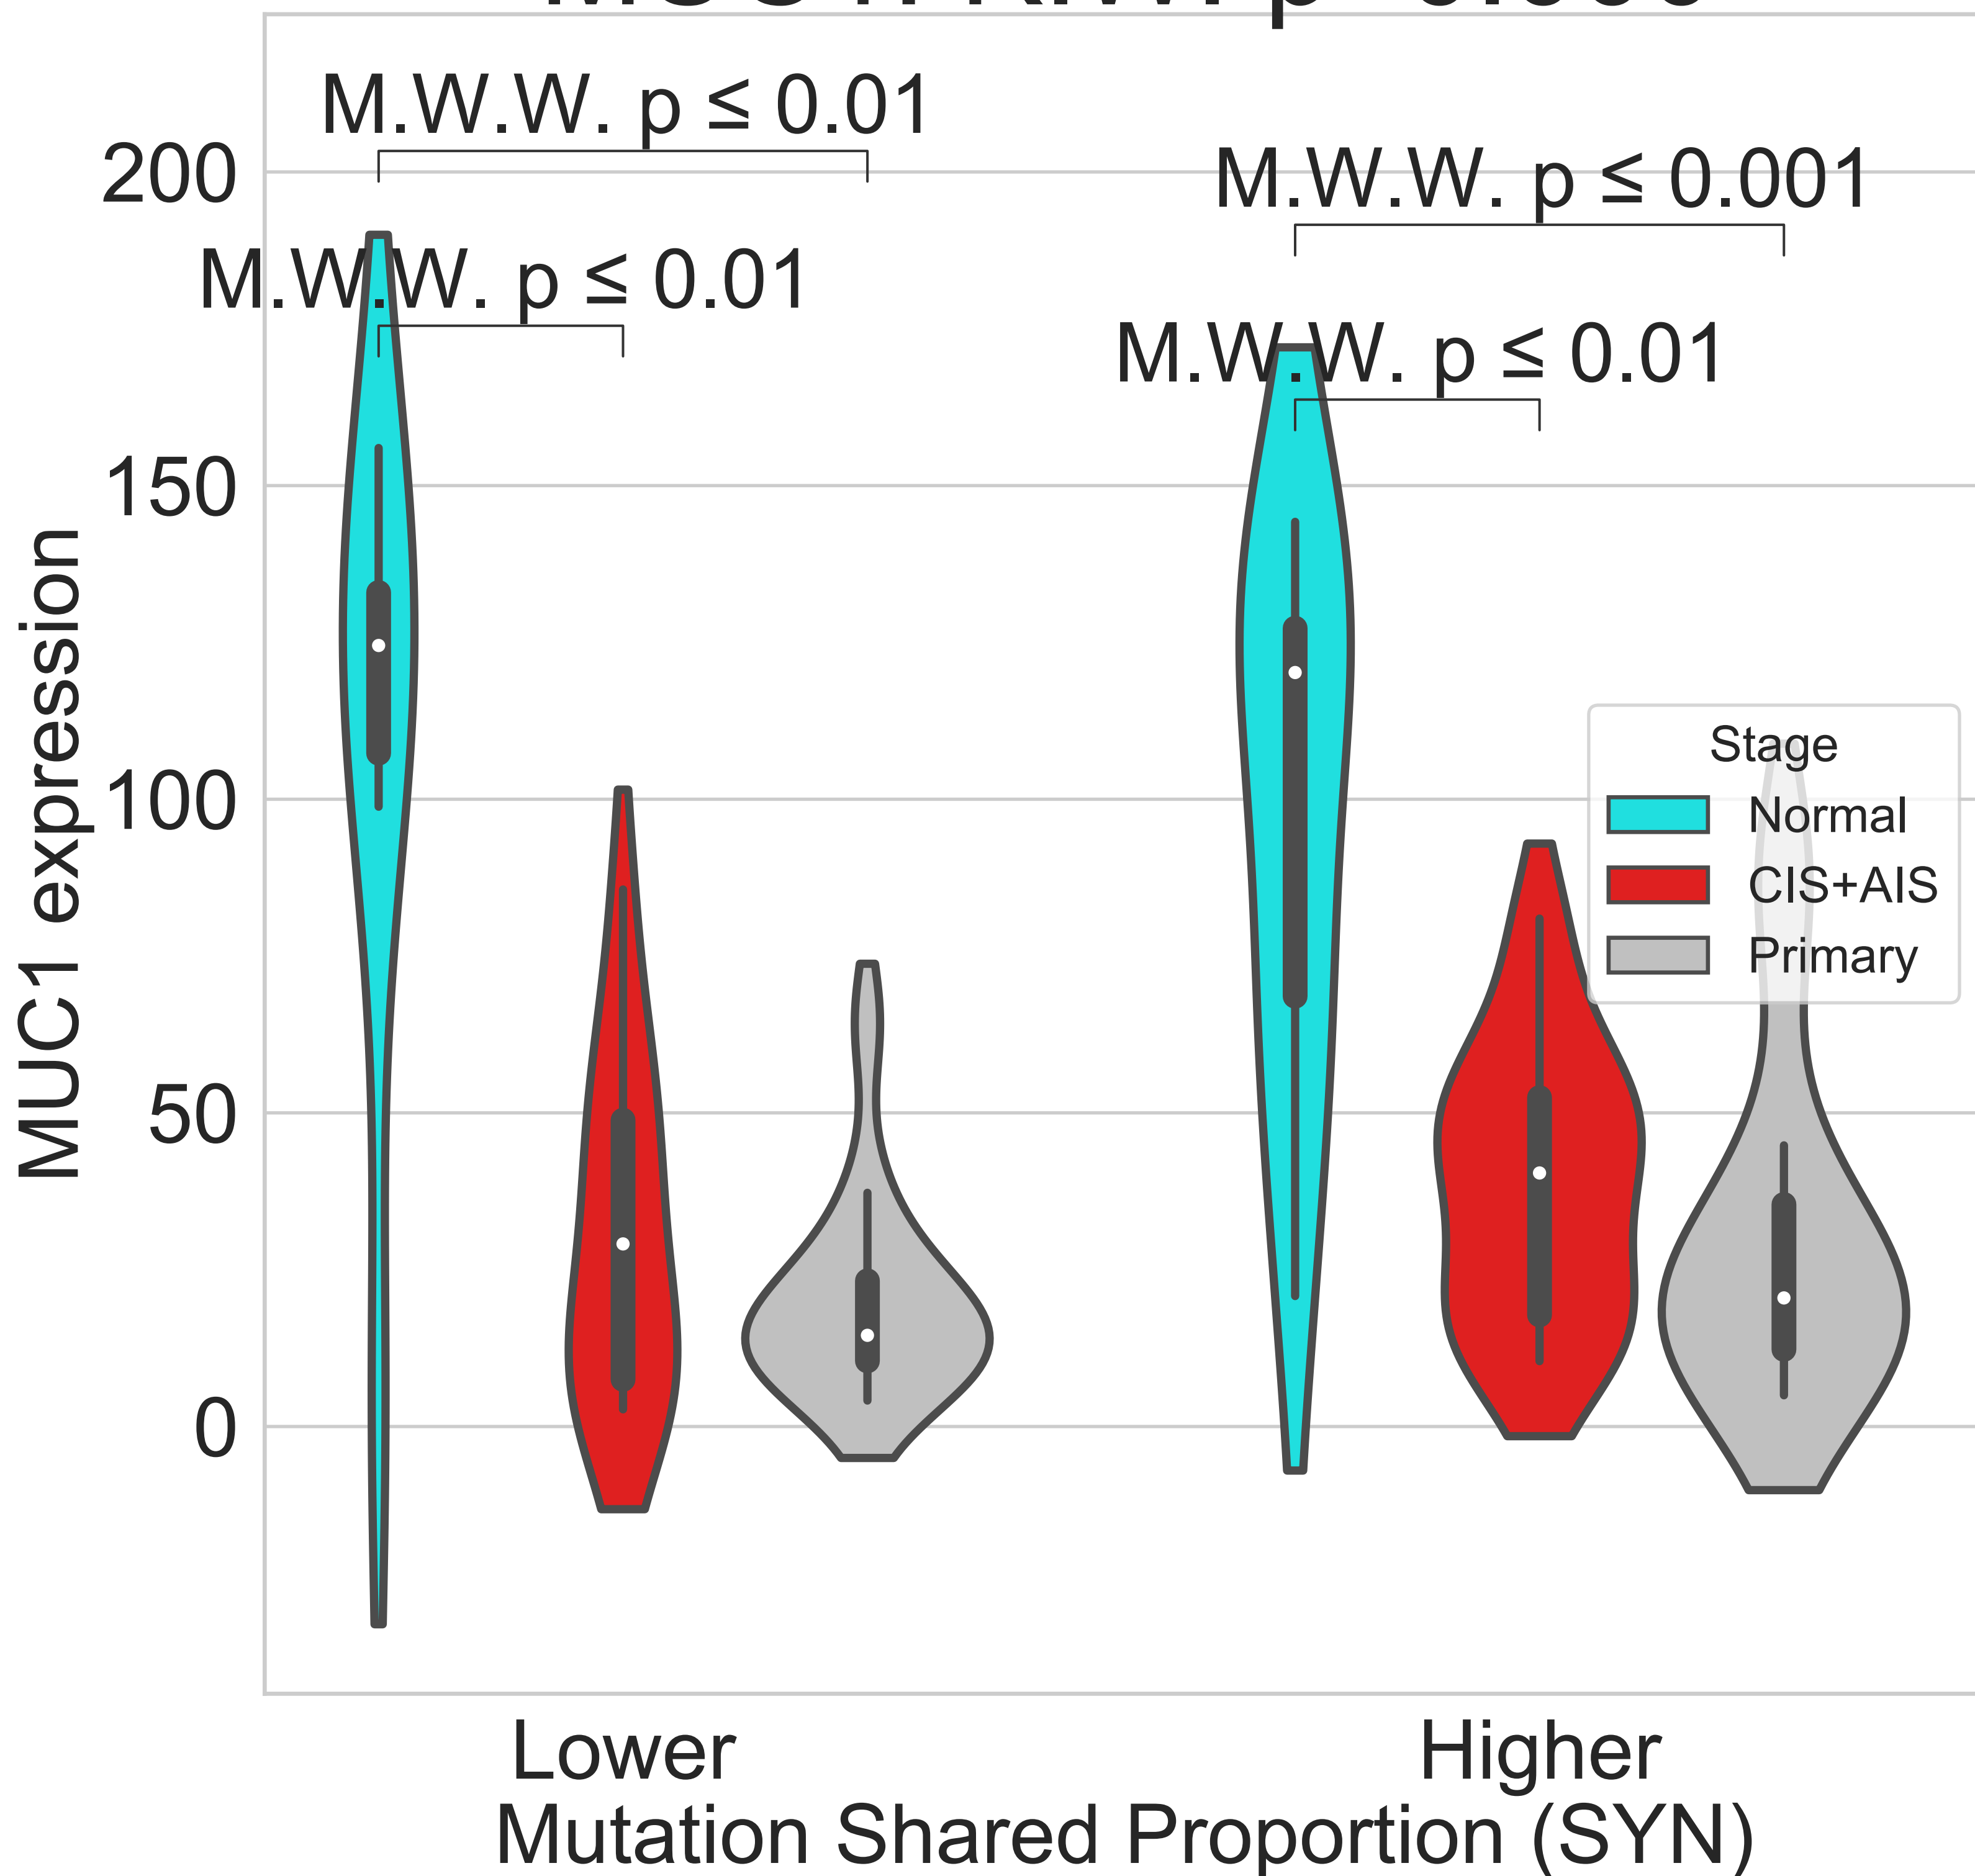 M.W.W. p ≤ 0.01
M.W.W. p ≤ 0.001
M.W.W. p ≤ 0.01
M.W.W. p ≤ 0.01
200
150
100
50
0
MUC1 expression
Stage
Normal
CIS+AIS
Primary
Lower
Higher
Mutation Shared Proportion (SYN)